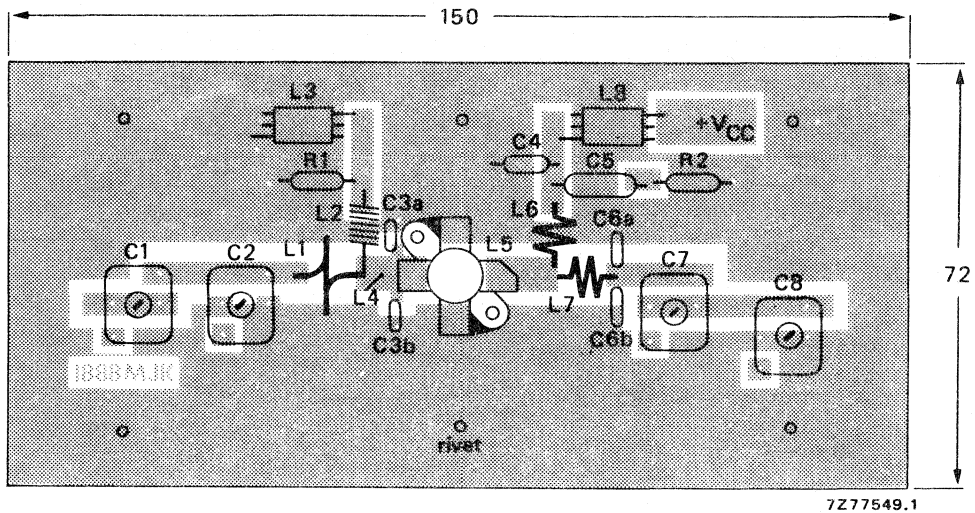 150
L3
L8
+VCC
C4
R1
C5
R2
L2
C3a
L6
C6a
C1
C2
L1
L5
C7
72
L4
L7
C8
C3b
C6b
rivet
7Z77549.1